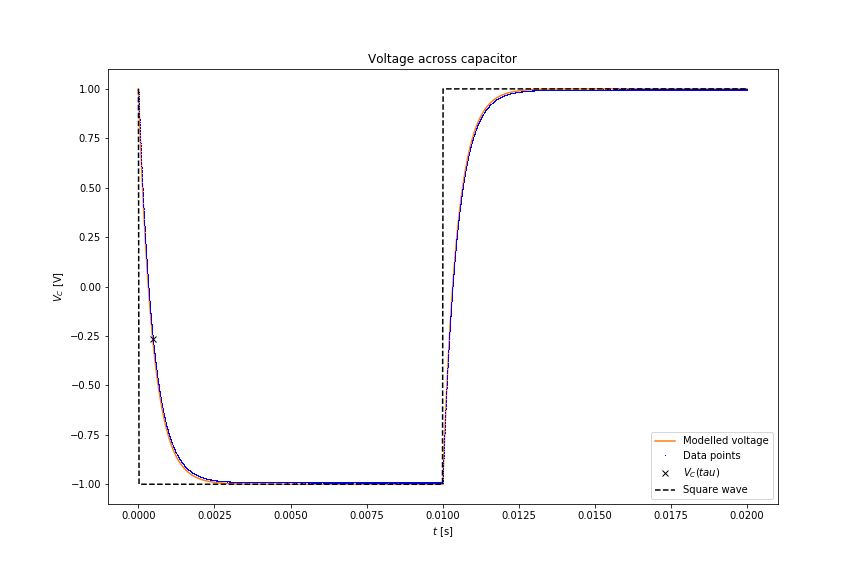 Voltage across capacitor
1.00
0.75
0.50
0.25
0.00
−0.25
−0.50
−0.75
−1.00
V_C [V]
0.0000 0.0025 0.0050 0.0075 0.0100 0.0125 0.0150 0.0175 0.0200
t [s]
Modelled voltage
Data points
V_C(tau)
Square wave